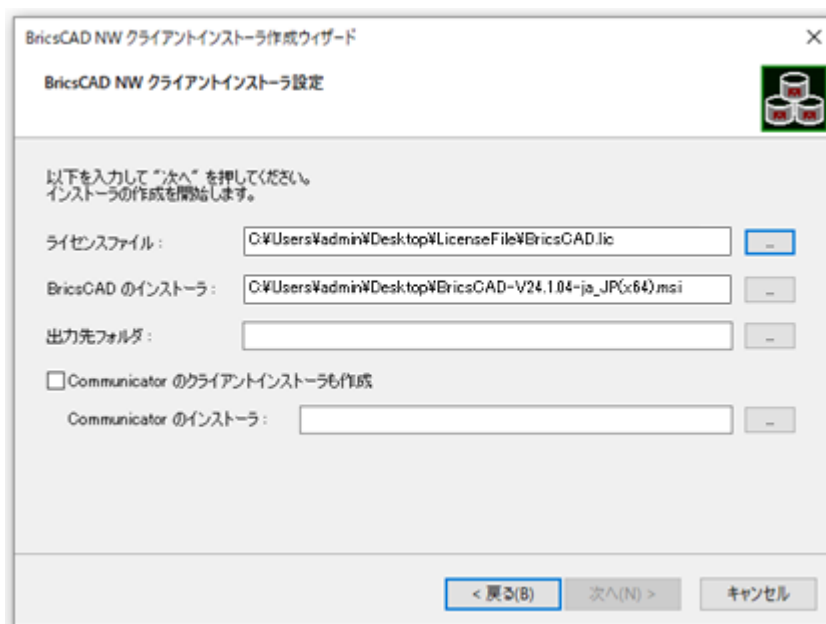 BricsCAD NW クライアントインストーラ作成ウィザード
BricsCAD NW クライアントインストーラ設定
以下を入力して "次へ" を押してください。
インストーラの作成を開始します。
ライセンスファイル : C:¥Users¥admin¥Desktop¥LicenseFile¥BricsCAD.lic ...
BricsCAD のインストーラ : C:¥Users¥admin¥Desktop¥BricsCAD-V24.1.04-ja_JP(x64).msi ...
出力先フォルダ : ...
Communicator のクライアントインストーラも作成
Communicator のインストーラ : ...
< 戻る(B) 次へ(N) > キャンセル